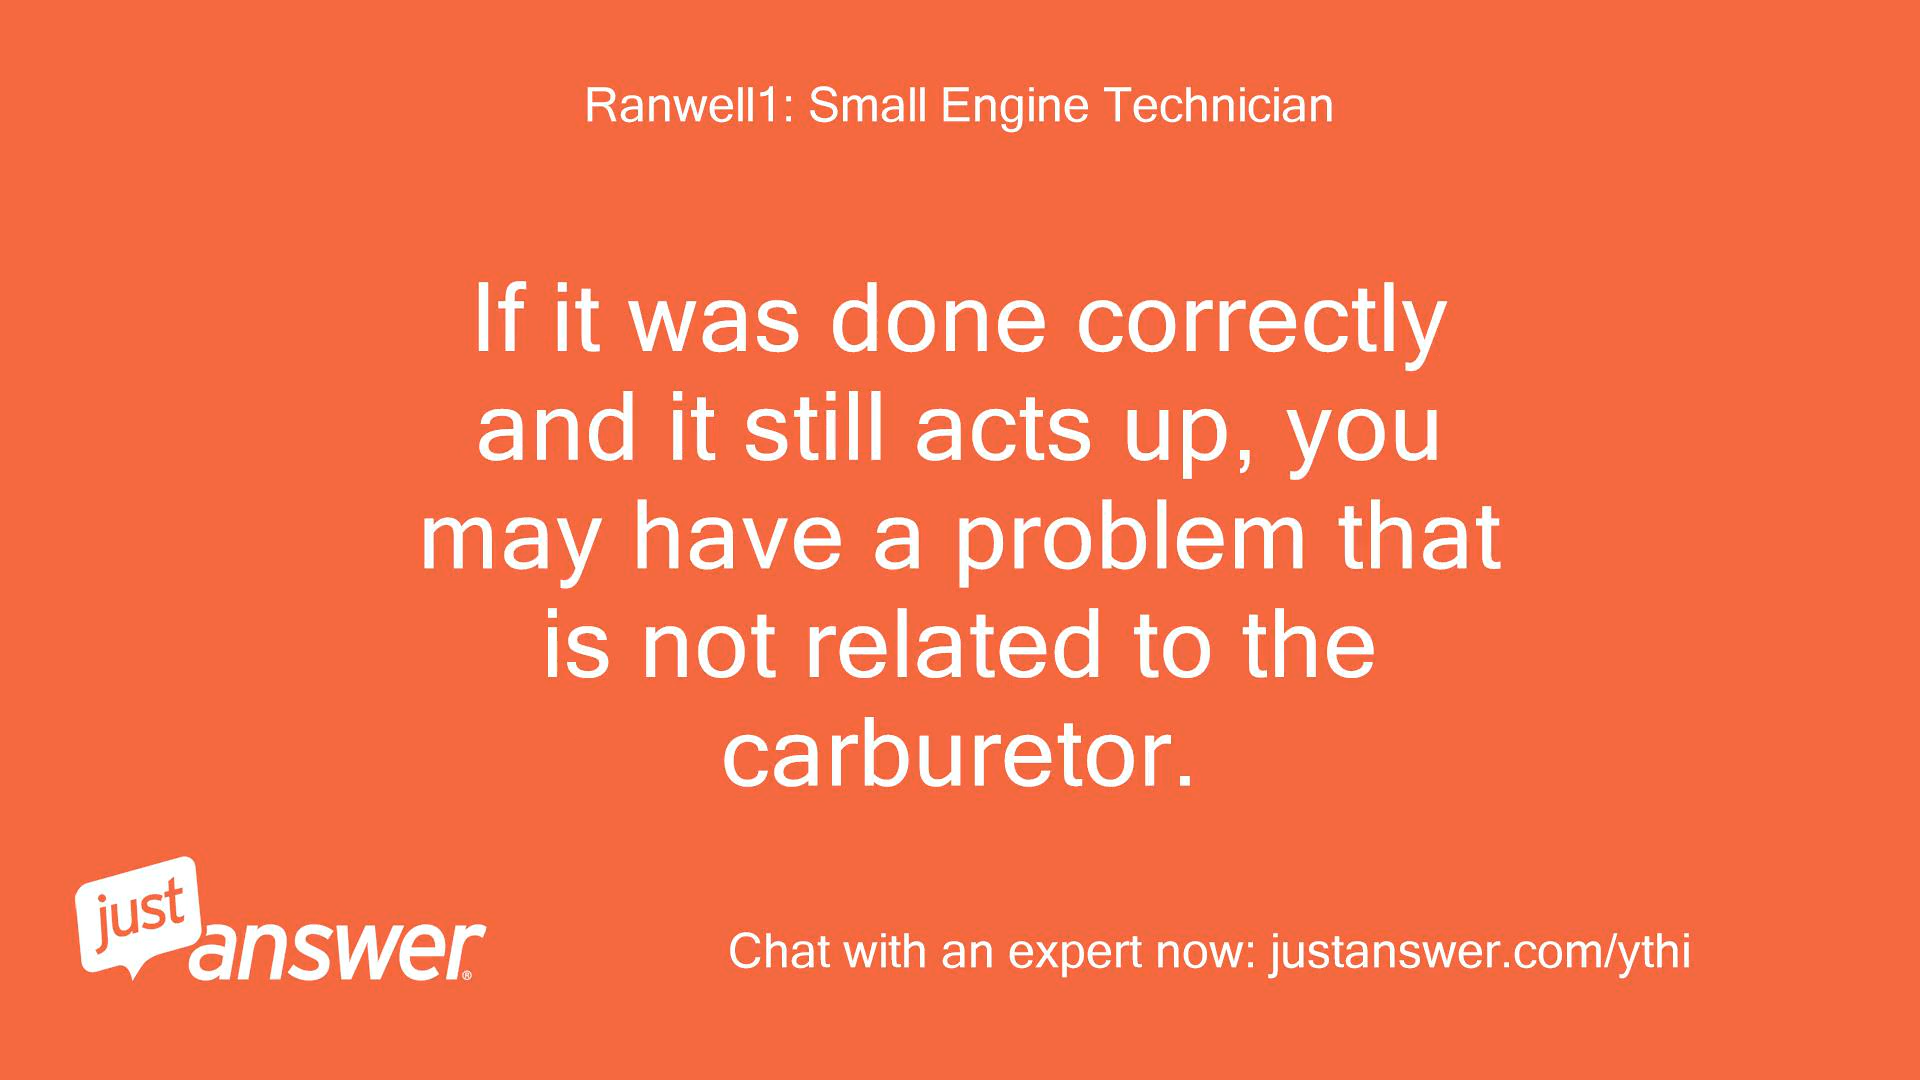 Ranwell1: Small Engine Technician
If it was done correctly
and it still acts up, you
may have a problem that
is not related to the
carburetor.
just
answer®
Chat with an expert now: justanswer.com/ythi